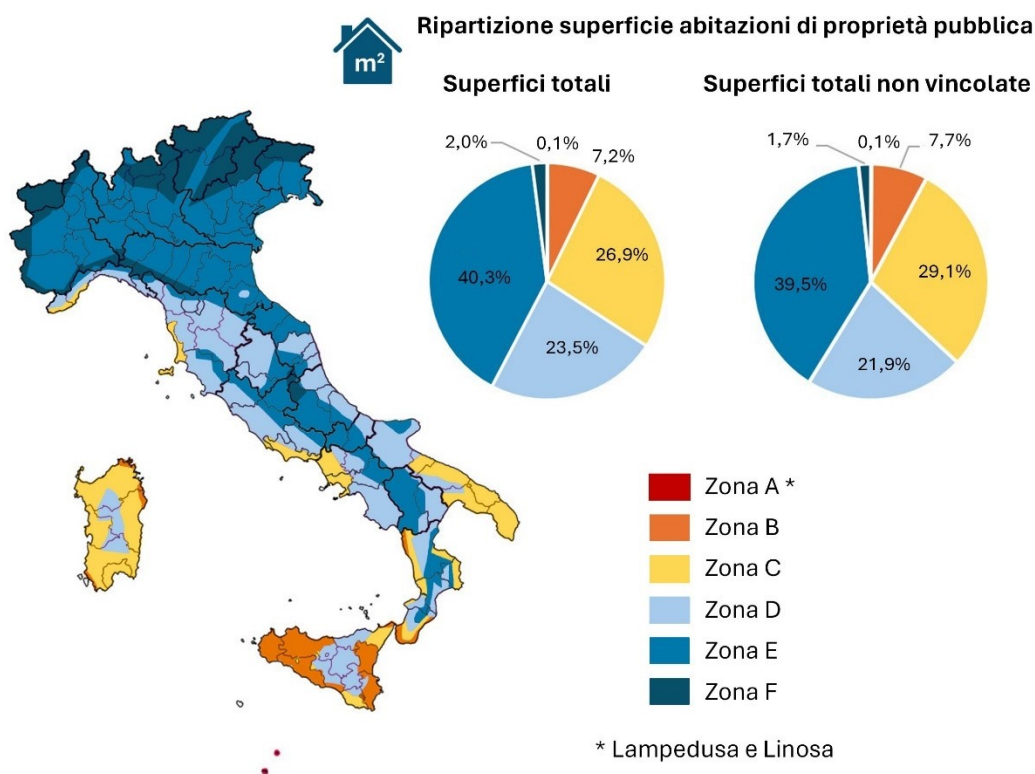 Ripartizione superficie abitazioni di proprietà pubblica
m²
Superfici totali
Superfici totali non vincolate
2,0%
0,1%
7,2%
26,9%
23,5%
40,3%
1,7%
0,1%
7,7%
29,1%
21,9%
39,5%
Zona A *
Zona B
Zona C
Zona D
Zona E
Zona F
* Lampedusa e Linosa